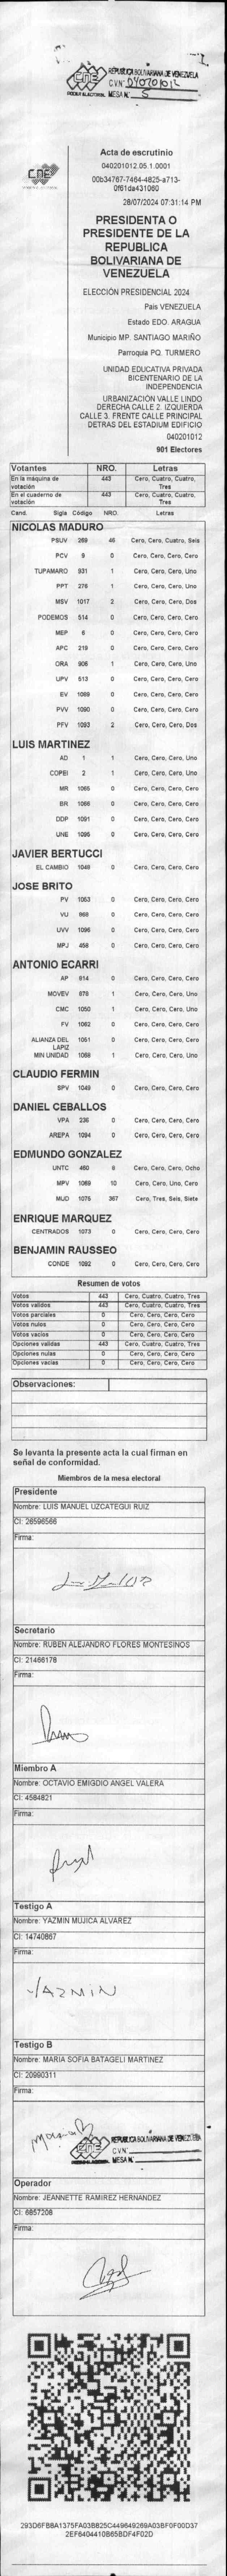 CNE
PODER ELECTORAL
REPUBLICA BOLIVARIANA DE VENEZUELA
CVN: 040201012
MESA N° 5
CNE
Acta de escrutinio
040201012.05.1.0001
00b34767-7464-4825-a713-
0f61da431060
28/07/2024 07:31:14 PM
PRESIDENTA O
PRESIDENTE DE LA
REPUBLICA
BOLIVARIANA DE
VENEZUELA
ELECCIÓN PRESIDENCIAL 2024
Pais VENEZUELA
Estado EDO. ARAGUA
Municipio MP. SANTIAGO MARIÑO
Parroquia PQ. TURMERO
UNIDAD EDUCATIVA PRIVADA
BICENTENARIO DE LA
INDEPENDENCIA
URBANIZACIÓN VALLE LINDO
DERECHA CALLE 2. IZQUIERDA
CALLE 3. FRENTE CALLE PRINCIPAL
DETRAS DEL ESTADIUM EDIFICIO
040201012
901 Electores
Votantes NRO. Letras
En la máquina de votación 443 Cero, Cuatro, Cuatro, Tres
En el cuaderno de votación 443 Cero, Cuatro, Cuatro, Tres
Cand. Sigla Código NRO. Letras
NICOLAS MADURO
PSUV 269 46 Cero, Cero, Cuatro, Seis
PCV 9 0 Cero, Cero, Cero, Cero
TUPAMARO 931 1 Cero, Cero, Cero, Uno
PPT 276 1 Cero, Cero, Cero, Uno
MSV 1017 2 Cero, Cero, Cero, Dos
PODEMOS 514 0 Cero, Cero, Cero, Cero
MEP 6 0 Cero, Cero, Cero, Cero
APC 219 0 Cero, Cero, Cero, Cero
ORA 906 1 Cero, Cero, Cero, Uno
UPV 513 0 Cero, Cero, Cero, Cero
EV 1089 0 Cero, Cero, Cero, Cero
PVV 1090 0 Cero, Cero, Cero, Cero
PFV 1093 2 Cero, Cero, Cero, Dos
LUIS MARTINEZ
AD 1 1 Cero, Cero, Cero, Uno
COPEI 2 1 Cero, Cero, Cero, Uno
MR 1065 0 Cero, Cero, Cero, Cero
BR 1066 0 Cero, Cero, Cero, Cero
DDP 1091 0 Cero, Cero, Cero, Cero
UNE 1095 0 Cero, Cero, Cero, Cero
JAVIER BERTUCCI
EL CAMBIO 1049 0 Cero, Cero, Cero, Cero
JOSE BRITO
PV 1053 0 Cero, Cero, Cero, Cero
VU 868 0 Cero, Cero, Cero, Cero
UVV 1096 0 Cero, Cero, Cero, Cero
MPJ 458 0 Cero, Cero, Cero, Cero
ANTONIO ECARRI
AP 814 0 Cero, Cero, Cero, Cero
MOVEV 878 1 Cero, Cero, Cero, Uno
CMC 1050 1 Cero, Cero, Cero, Uno
FV 1062 0 Cero, Cero, Cero, Cero
ALIANZA DEL LAPIZ 1051 0 Cero, Cero, Cero, Cero
MIN UNIDAD 1068 1 Cero, Cero, Cero, Uno
CLAUDIO FERMIN
SPV 1049 0 Cero, Cero, Cero, Cero
DANIEL CEBALLOS
VPA 236 0 Cero, Cero, Cero, Cero
AREPA 1094 0 Cero, Cero, Cero, Cero
EDMUNDO GONZALEZ
UNTC 460 8 Cero, Cero, Cero, Ocho
MPV 1069 10 Cero, Cero, Uno, Cero
MUD 1075 367 Cero, Tres, Seis, Siete
ENRIQUE MARQUEZ
CENTRADOS 1073 0 Cero, Cero, Cero, Cero
BENJAMIN RAUSSEO
CONDE 1092 0 Cero, Cero, Cero, Cero
Resumen de votos
Votos 443 Cero, Cuatro, Cuatro, Tres
Votos validos 443 Cero, Cuatro, Cuatro, Tres
Votos parciales 0 Cero, Cero, Cero, Cero
Votos nulos 0 Cero, Cero, Cero, Cero
Votos vacios 0 Cero, Cero, Cero, Cero
Opciones validas 443 Cero, Cuatro, Cuatro, Tres
Opciones nulas 0 Cero, Cero, Cero, Cero
Opciones vacias 0 Cero, Cero, Cero, Cero
Observaciones:
Se levanta la presente acta la cual firman en
señal de conformidad.
Miembros de la mesa electoral
Presidente
Nombre: LUIS MANUEL UZCATEGUI RUIZ
CI: 26596566
Firma:
Secretario
Nombre: RUBEN ALEJANDRO FLORES MONTESINOS
CI: 21466178
Firma:
Miembro A
Nombre: OCTAVIO EMIGDIO ANGEL VALERA
CI: 4584821
Firma:
Testigo A
Nombre: YAZMIN MUJICA ALVAREZ
CI: 14740867
Firma:
YAZMIN
Testigo B
Nombre: MARIA SOFIA BATAGELI MARTINEZ
CI: 20990311
Firma:
CNE
REPUBLICA BOLIVARIANA DE VENEZUELA
CVN:
MESA N°
Operador
Nombre: JEANNETTE RAMIREZ HERNANDEZ
CI: 6857208
Firma:
293D6FB8A1375FA03BB25C449649269A03BF0F00D37
2EF6404410B65BDF4F02D